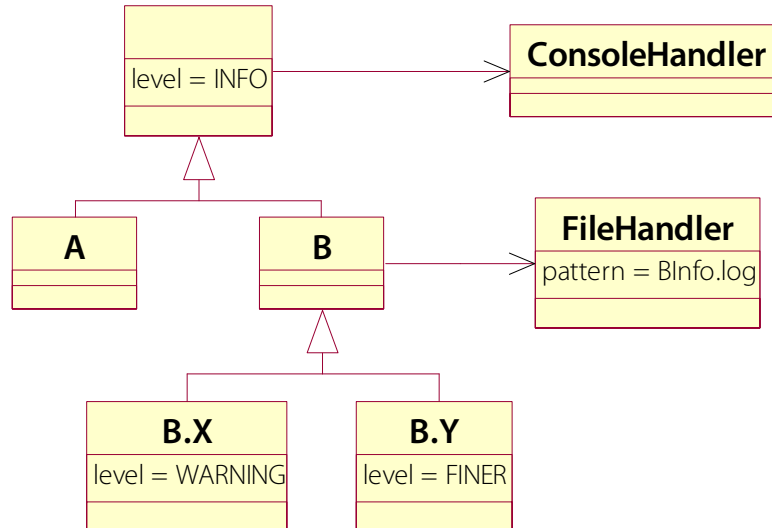 level = INFO
ConsoleHandler
A
B
FileHandler
pattern = BInfo.log
B.X
level = WARNING
B.Y
level = FINER